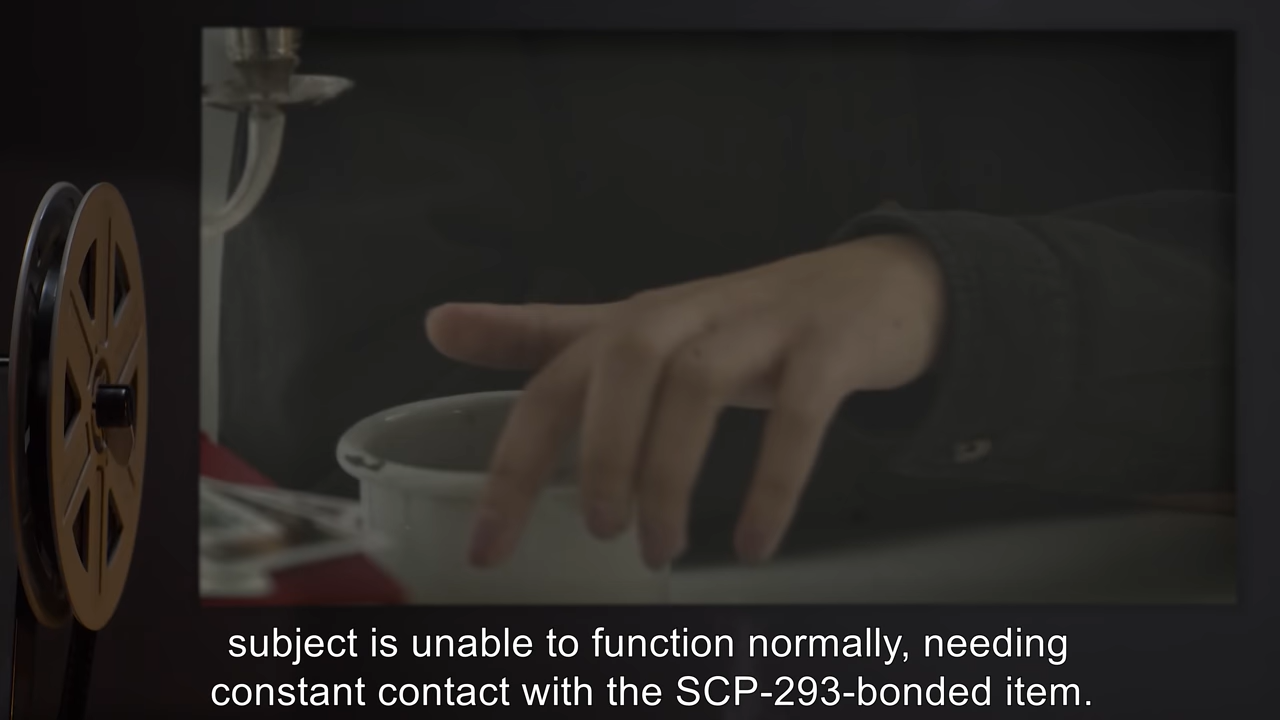 subject is unable to function normally, needing
constant contact with the SCP-293-bonded item.